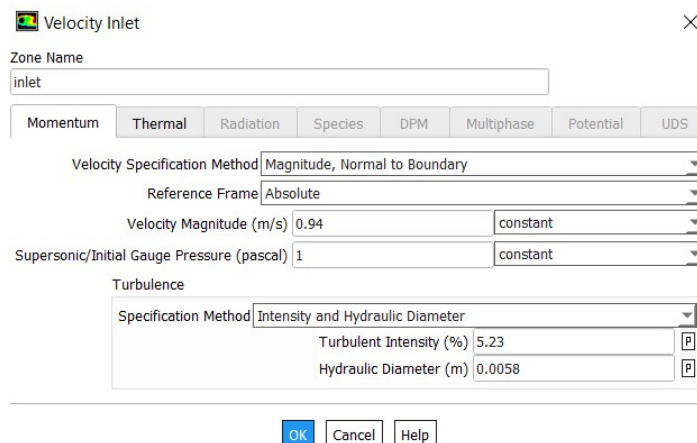 Velocity Inlet
Zone Name
inlet
Momentum Thermal Radiation Species DPM Multiphase Potential UDS
Velocity Specification Method Magnitude, Normal to Boundary
Reference Frame Absolute
Velocity Magnitude (m/s) 0.94 constant
Supersonic/Initial Gauge Pressure (pascal) 1 constant
Turbulence
Specification Method Intensity and Hydraulic Diameter
Turbulent Intensity (%) 5.23 P
Hydraulic Diameter (m) 0.0058 P
OK Cancel Help